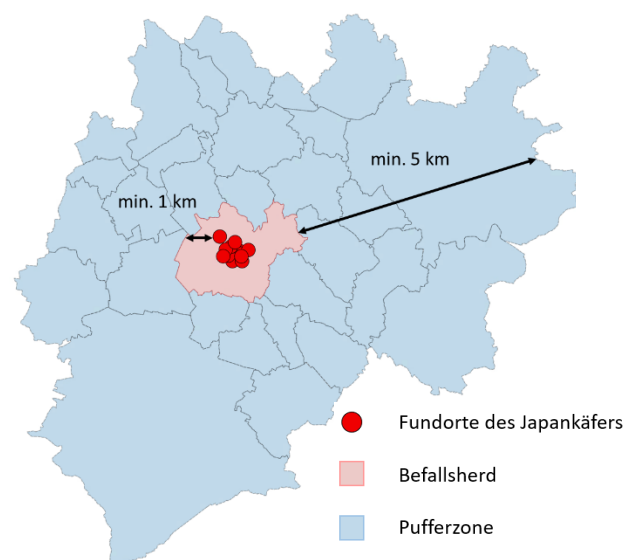 min. 5 km
min. 1 km
Fundorte des Japankäfers
Befallsherd
Pufferzone